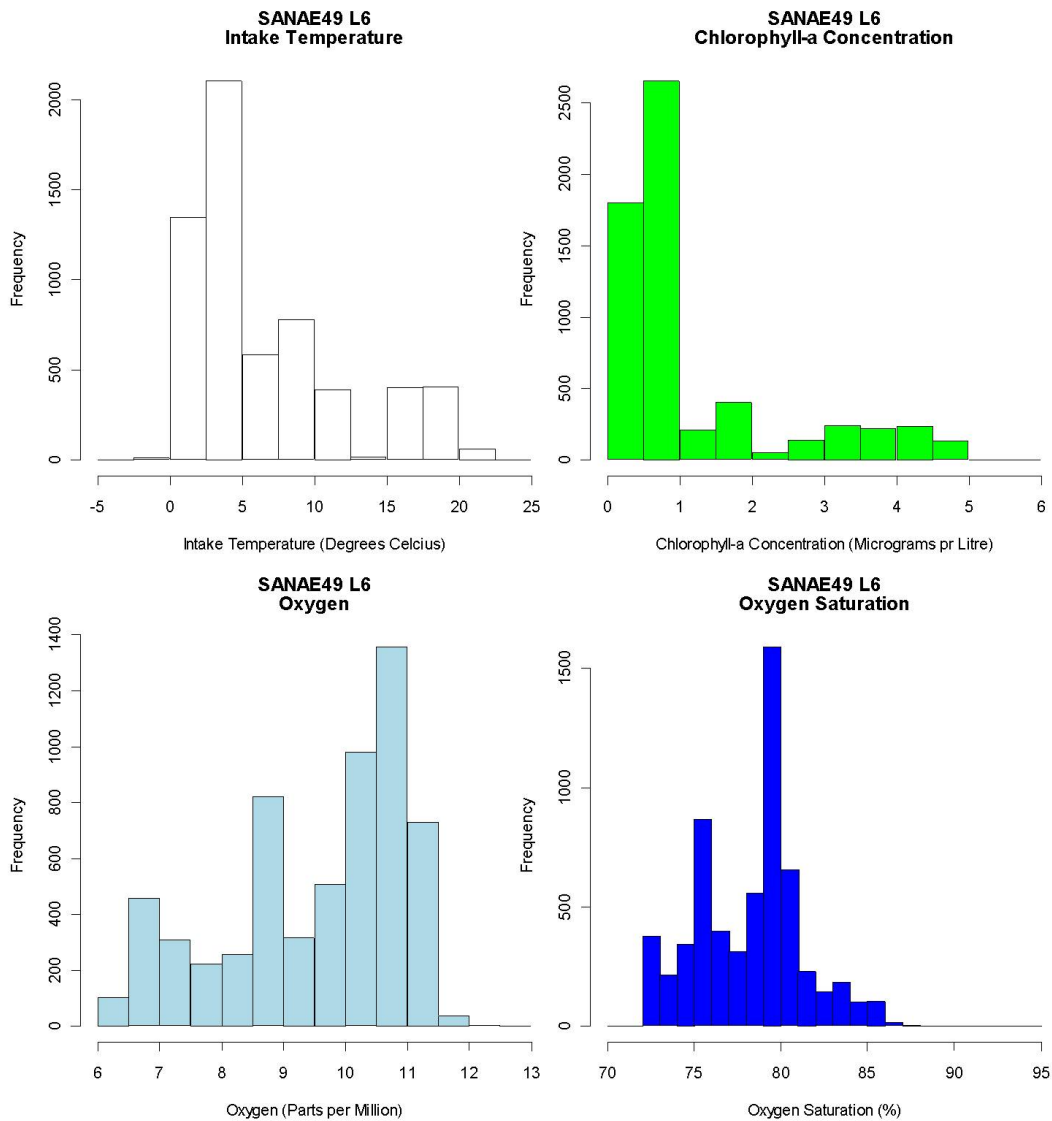 SANAE49 L6
Intake Temperature
Frequency
0
500
1000
1500
2000
-5 0 5 10 15 20 25
Intake Temperature (Degrees Celcius)
SANAE49 L6
Chlorophyll-a Concentration
Frequency
0
500
1000
1500
2000
2500
0 1 2 3 4 5 6
Chlorophyll-a Concentration (Micrograms pr Litre)
SANAE49 L6
Oxygen
Frequency
0
200
400
600
800
1000
1200
1400
6 7 8 9 10 11 12 13
Oxygen (Parts per Million)
SANAE49 L6
Oxygen Saturation
Frequency
0
500
1000
1500
70 75 80 85 90 95
Oxygen Saturation (%)